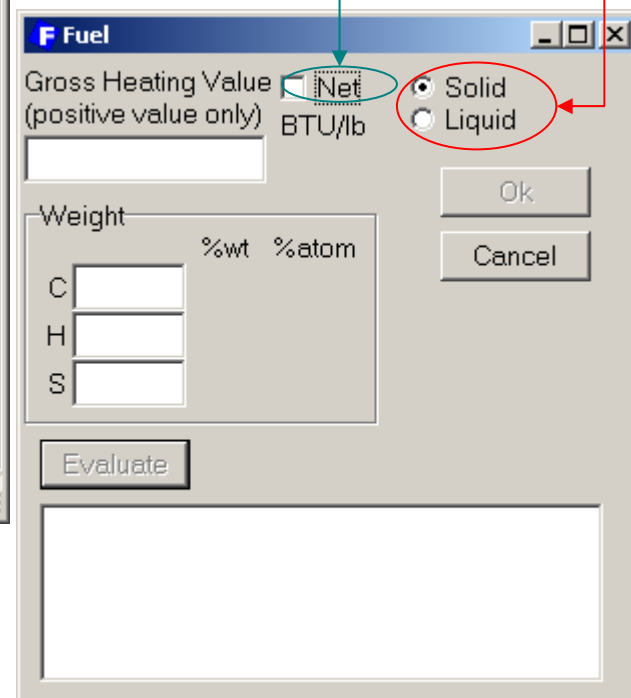 F Fuel
Gross Heating Value Net Solid
(positive value only) BTU/lb Liquid
Ok
Weight
%wt %atom
Cancel
C
H
S
Evaluate